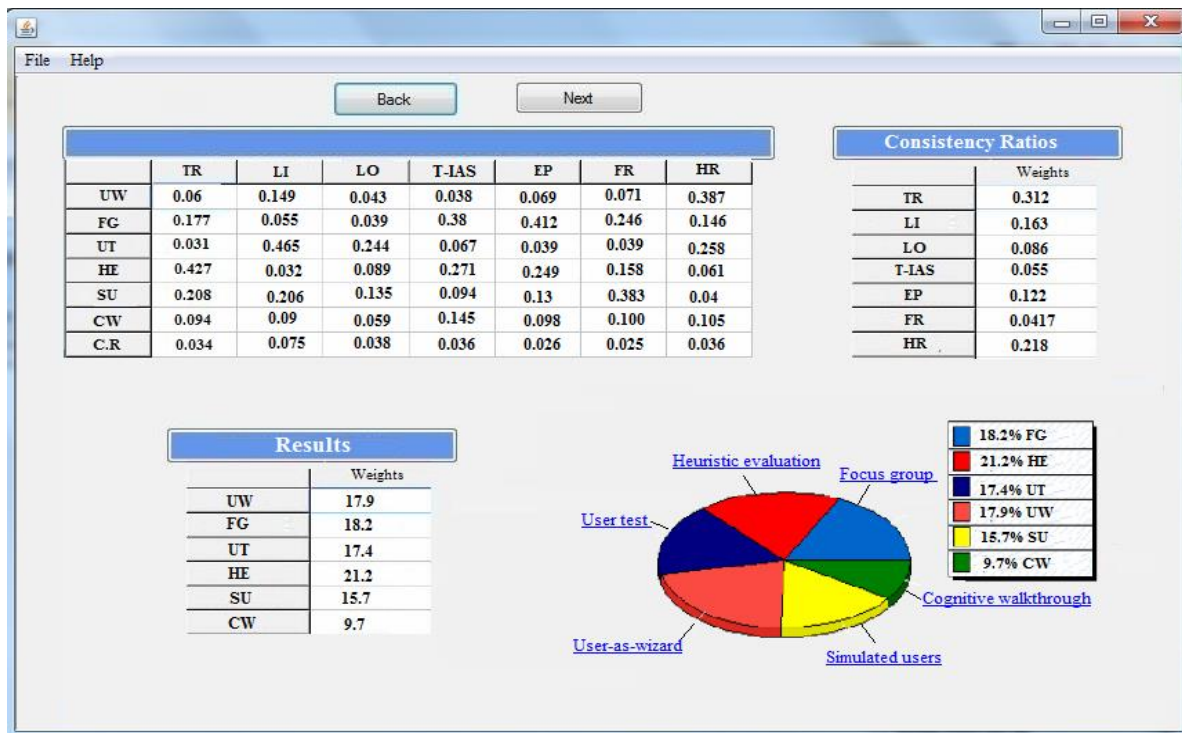 File Help
Back Next
Consistency Ratios
TR LI LO T-IAS EP FR HR
UW 0.06 0.149 0.043 0.038 0.069 0.071 0.387
FG 0.177 0.055 0.039 0.38 0.412 0.246 0.146
UT 0.031 0.465 0.244 0.067 0.039 0.039 0.258
HE 0.427 0.032 0.089 0.271 0.249 0.158 0.061
SU 0.208 0.206 0.135 0.094 0.13 0.383 0.04
CW 0.094 0.09 0.059 0.145 0.098 0.100 0.105
C.R 0.034 0.075 0.038 0.036 0.026 0.025 0.036
Weights
TR 0.312
LI 0.163
LO 0.086
T-IAS 0.055
EP 0.122
FR 0.0417
HR 0.218
Results
Weights
UW 17.9
FG 18.2
UT 17.4
HE 21.2
SU 15.7
CW 9.7
Heuristic evaluation
Focus group
User test
User-as-wizard
Simulated users
Cognitive walkthrough
18.2% FG
21.2% HE
17.4% UT
17.9% UW
15.7% SU
9.7% CW